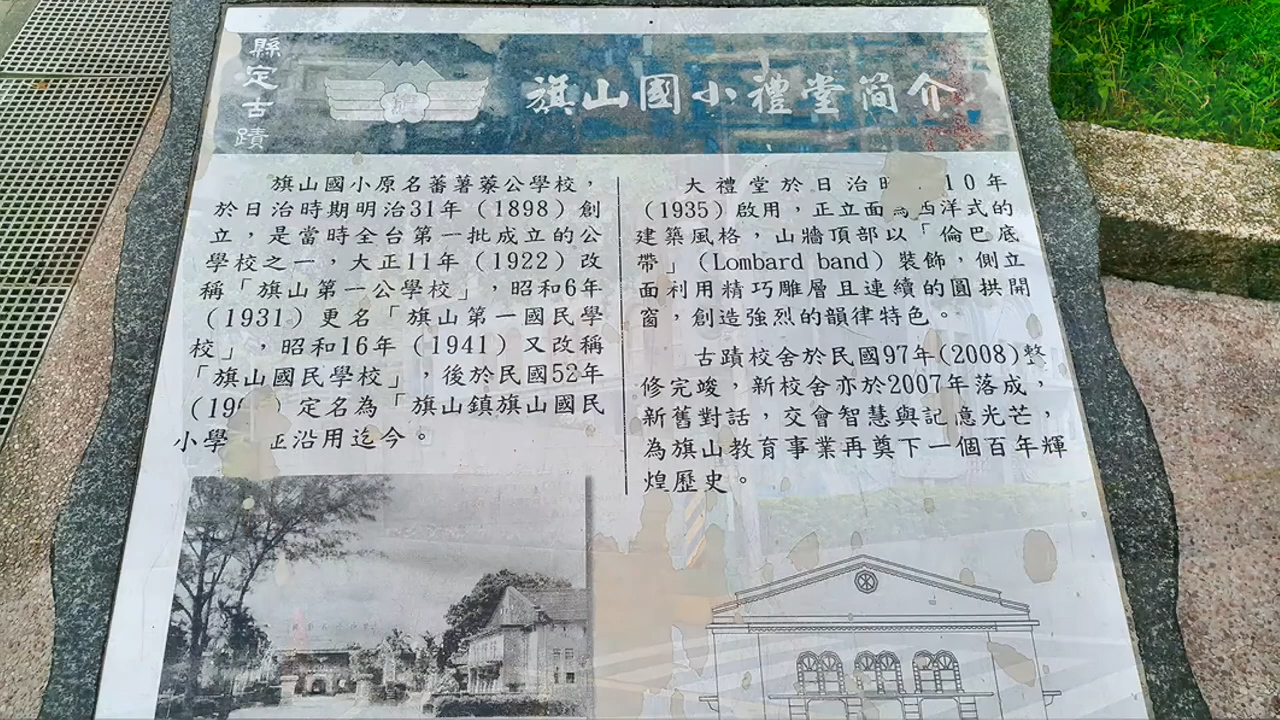 縣定古蹟
旗山國小禮堂簡介
旗山國小原名蕃薯藔公學校，
於日治時期明治31年（1898）創
立，是當時全台第一批成立的公
學校之一，大正11年（1922）改
稱「旗山第一公學校」，昭和6年
（1931）更名「旗山第一國民學
校」，昭和16年（1941）又改稱
「旗山國民學校」，後於民國52年
（19 ）定名為「旗山鎮旗山國民
小學 沿用迄今。
大禮堂於日治 10年
（1935）啟用，正立面為西洋式的
建築風格，山牆頂部以「倫巴底
帶」（Lombard band）裝飾，側立
面利用精巧雕層且連續的圓拱開
窗，創造強烈的韻律特色。
古蹟校舍於民國97年(2008)整
修完竣，新校舍亦於2007年落成，
新舊對話，交會智慧與記憶光芒，
為旗山教育事業再奠下一個百年輝
煌歷史。